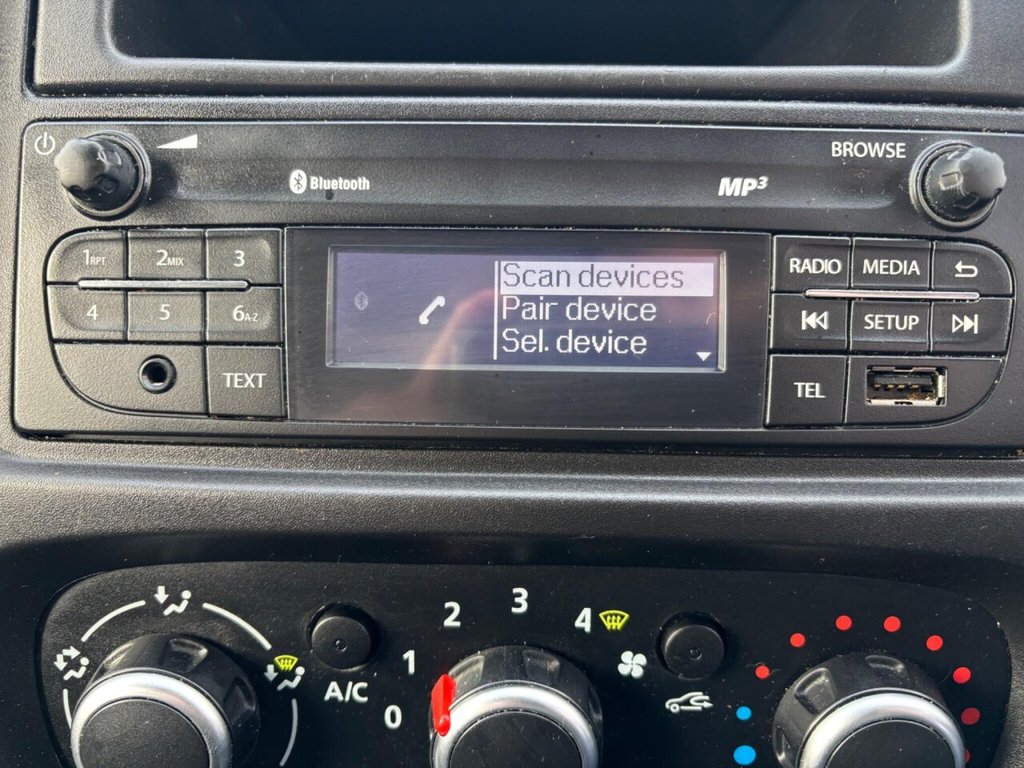 BROWSE
Bluetooth
MP3
1RPT
2MIX
3
Scan devices
RADIO
MEDIA
4
5
6A-Z
Pair device
SETUP
Sel. device
TEXT
TEL
3
2
4
1
A/C
0